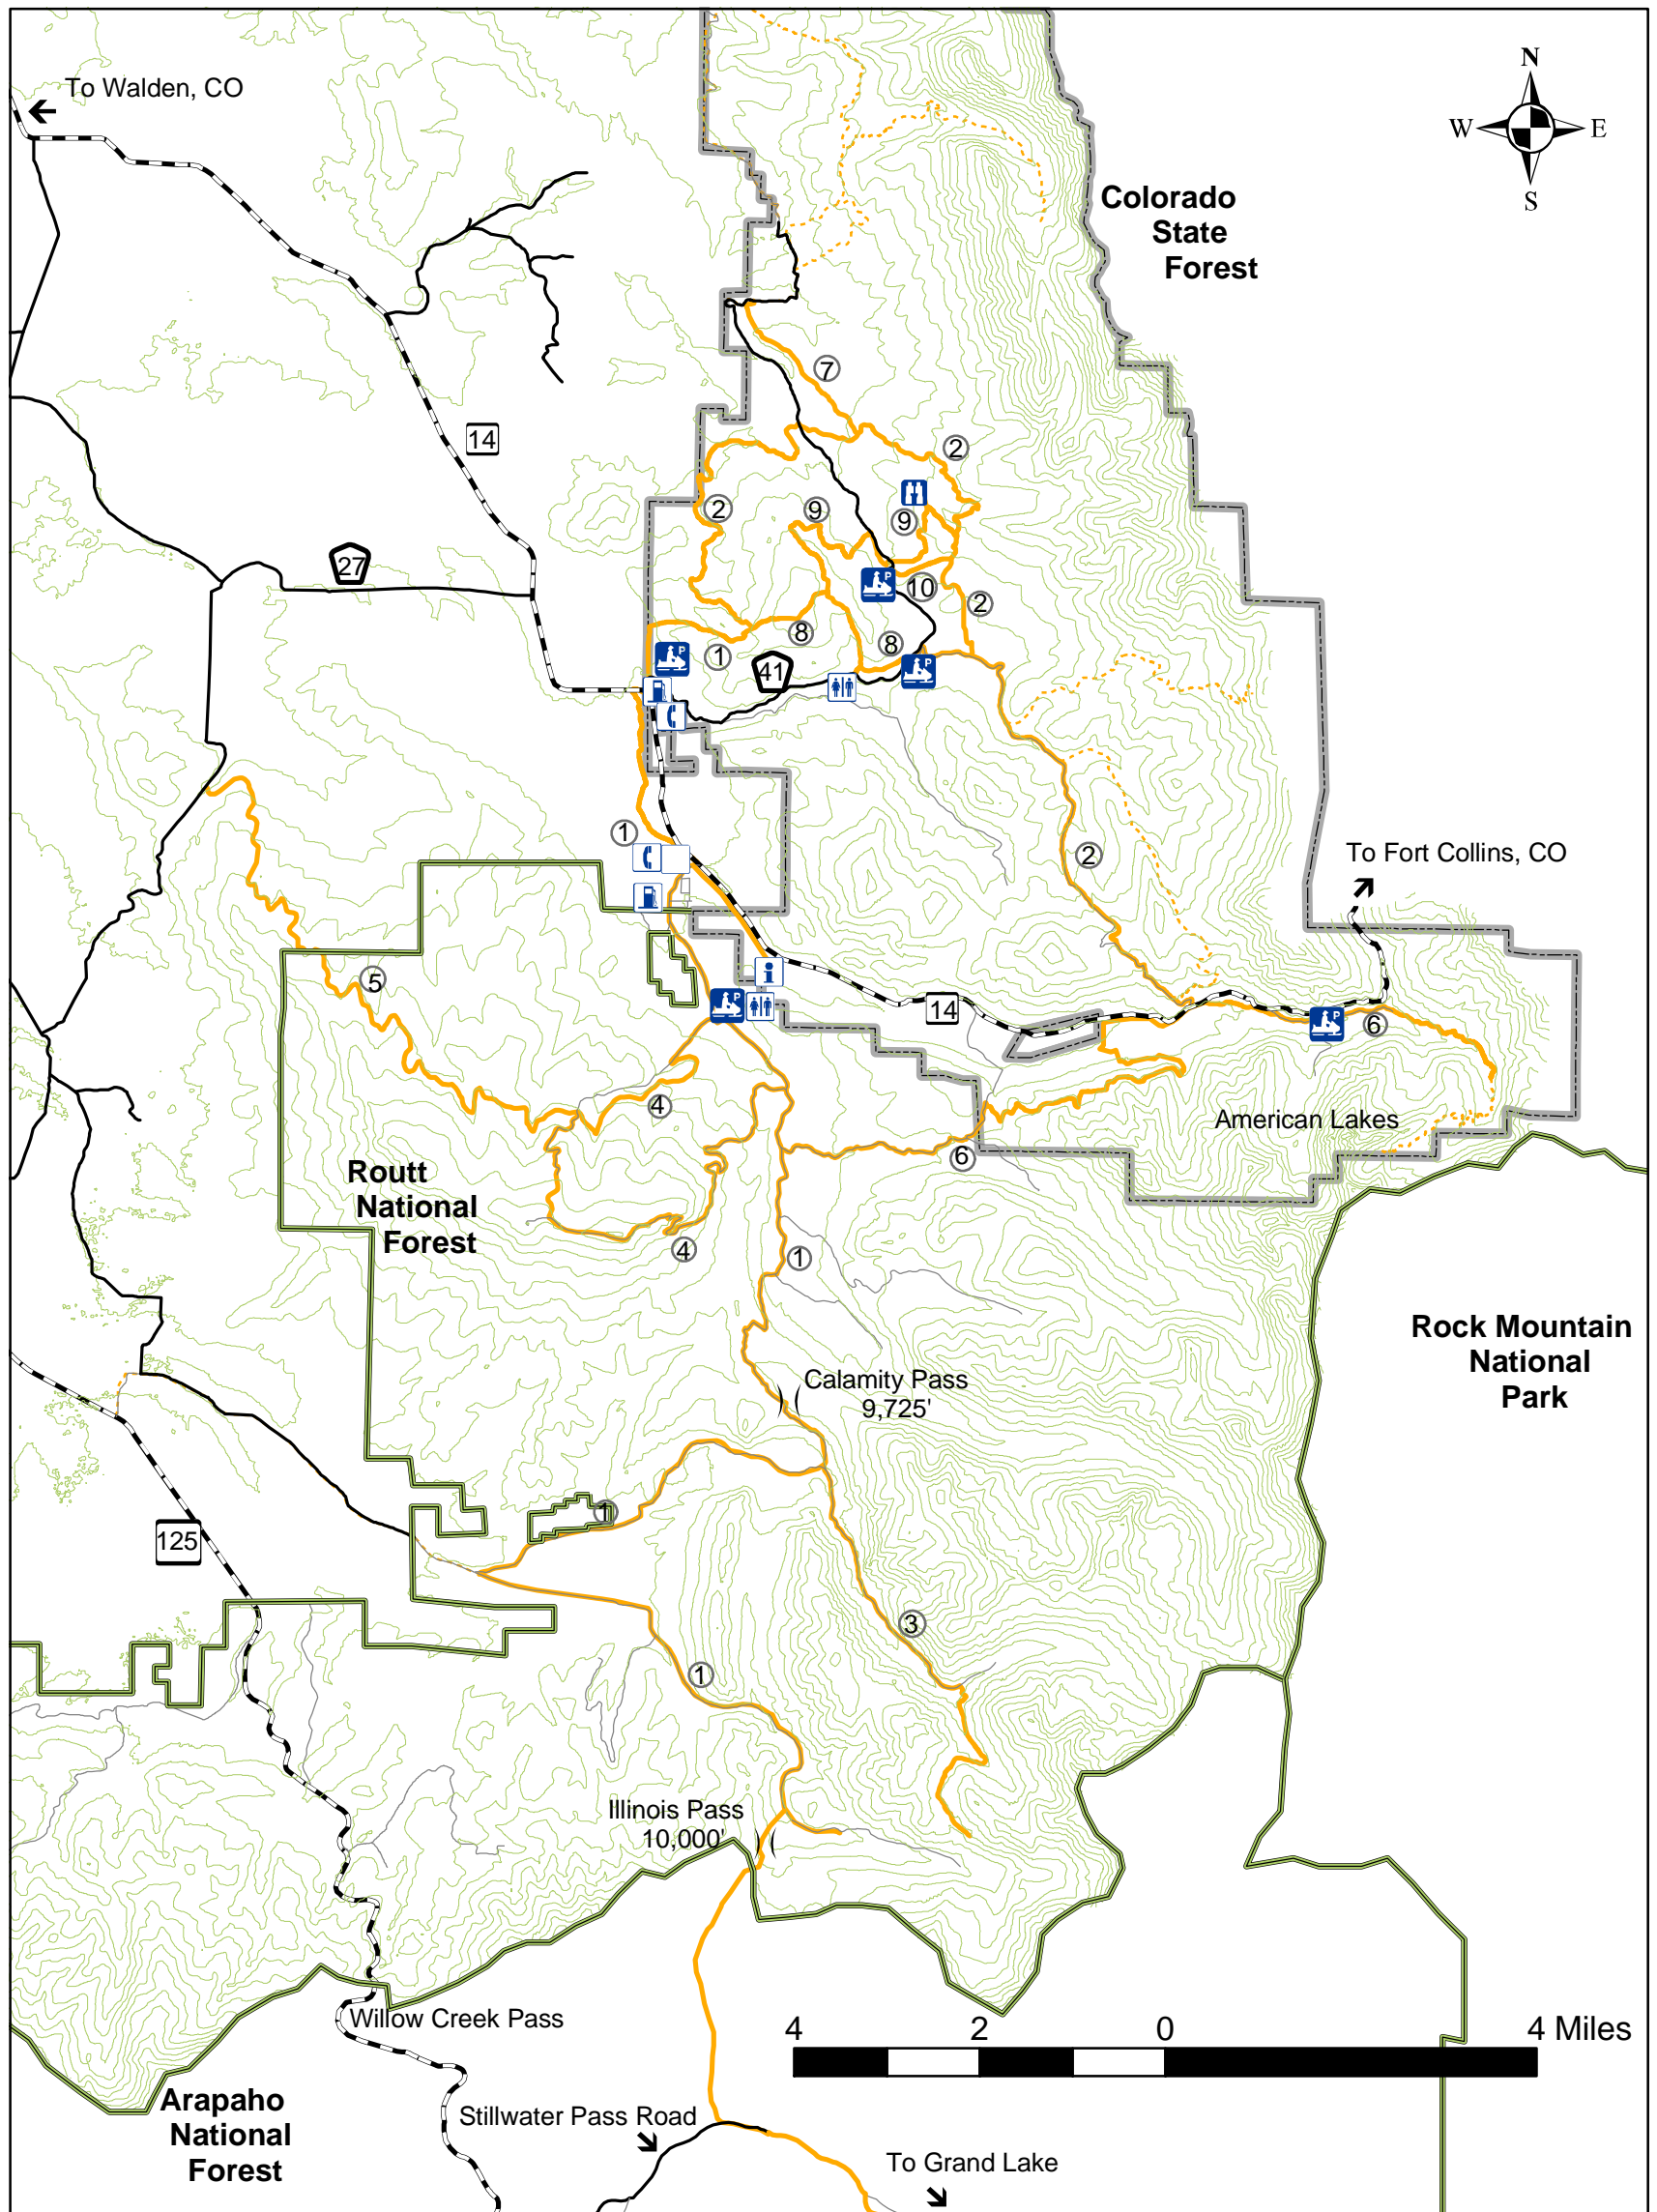 To Walden, CO
N
W
E
S
Colorado
State
Forest
7
14
2
2
9
9
27
10
2
8
8
1
41
1
2
To Fort Collins, CO
5
14
6
4
American Lakes
6
Routt
National
Forest
4
1
Rock Mountain
National
Park
Calamity Pass
9,725'
1
125
3
1
Illinois Pass
10,000'
Willow Creek Pass
4 2 0 4 Miles
Arapaho
National
Forest
Stillwater Pass Road
To Grand Lake
P
P
P
P
P
i